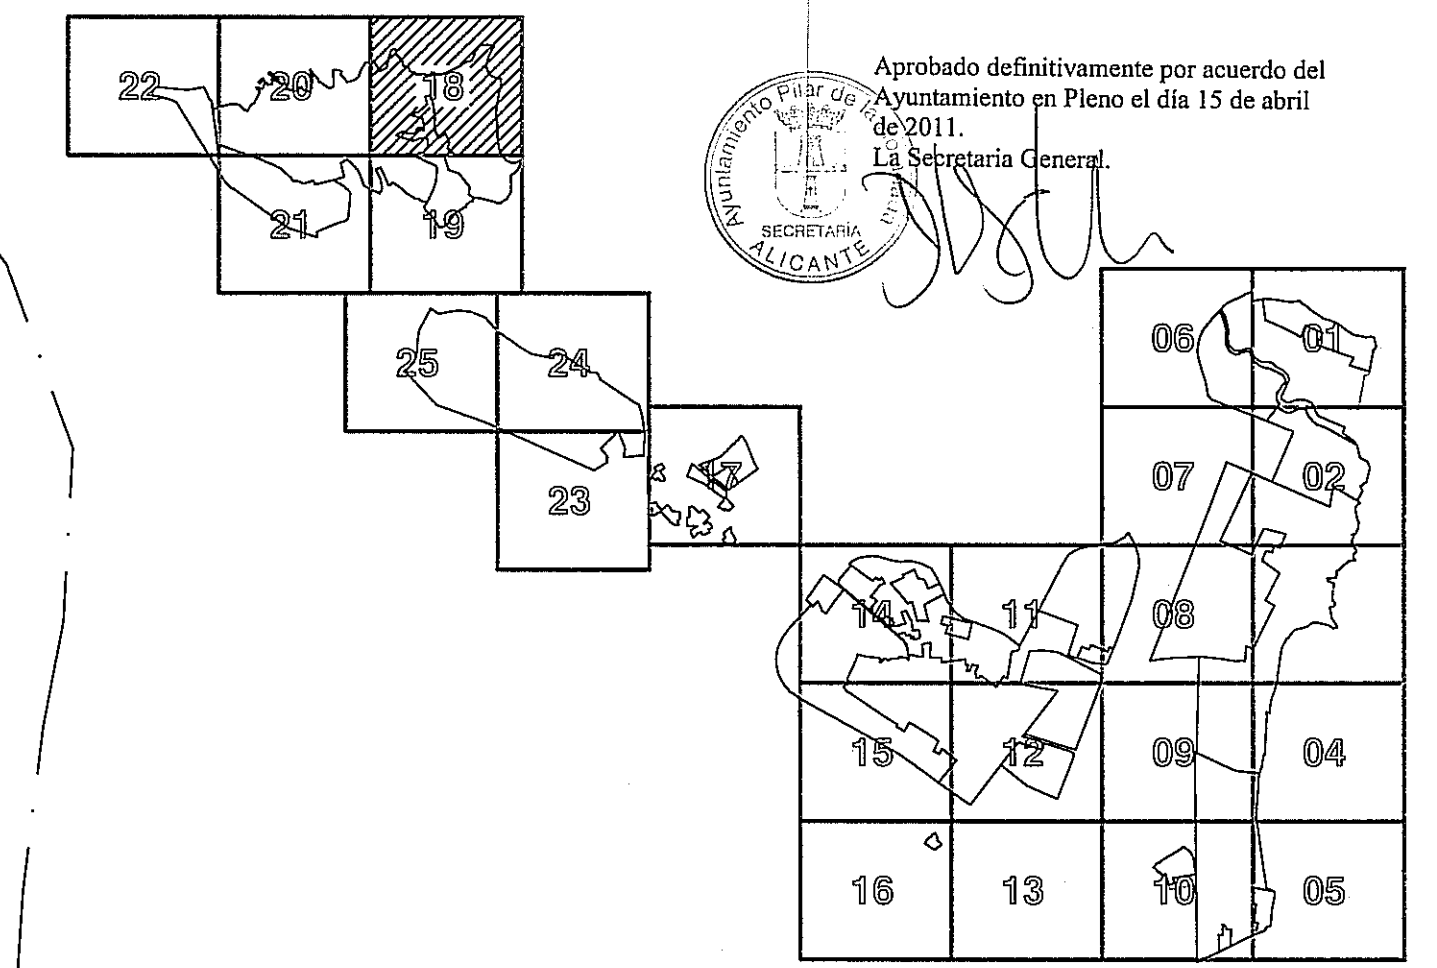 Aprobado definitivamente por acuerdo del
Ayuntamiento en Pleno el día 15 de abril
de 2011.
La Secretaria General.
Ayuntamiento Pilar de la Horadada
SECRETARÍA
ALICANTE
22 20 18
21 19
25 24
06 01
23 17
07 02
14 11 08
15 12 09 04
16 13 10 05